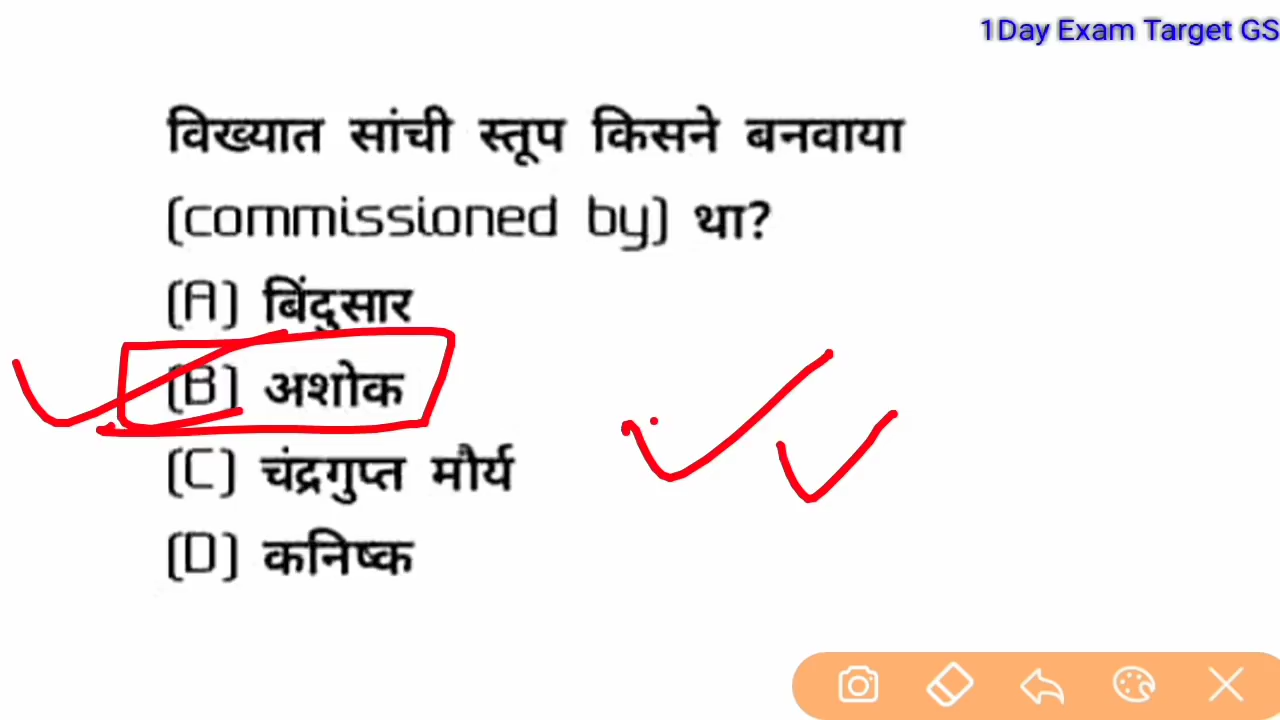 1Day Exam Target GS
विख्यात सांची स्तूप किसने बनवाया
(commissioned by) था?
(A) बिंदुसार
(B) अशोक
(C) चंद्रगुप्त मौर्य
(D) कनिष्क